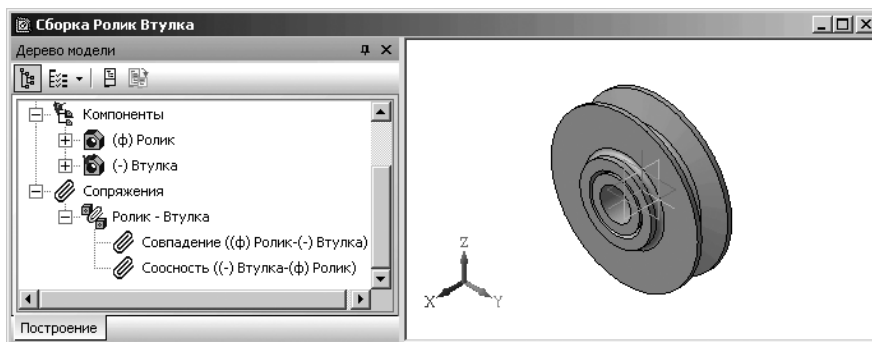 Сборка Ролик Втулка
Дерево модели
Компоненты
(ф) Ролик
(-) Втулка
Сопряжения
Ролик - Втулка
Совпадение ((ф) Ролик-(-) Втулка)
Соосность ((-) Втулка-(ф) Ролик)
Построение
Z
X
Y